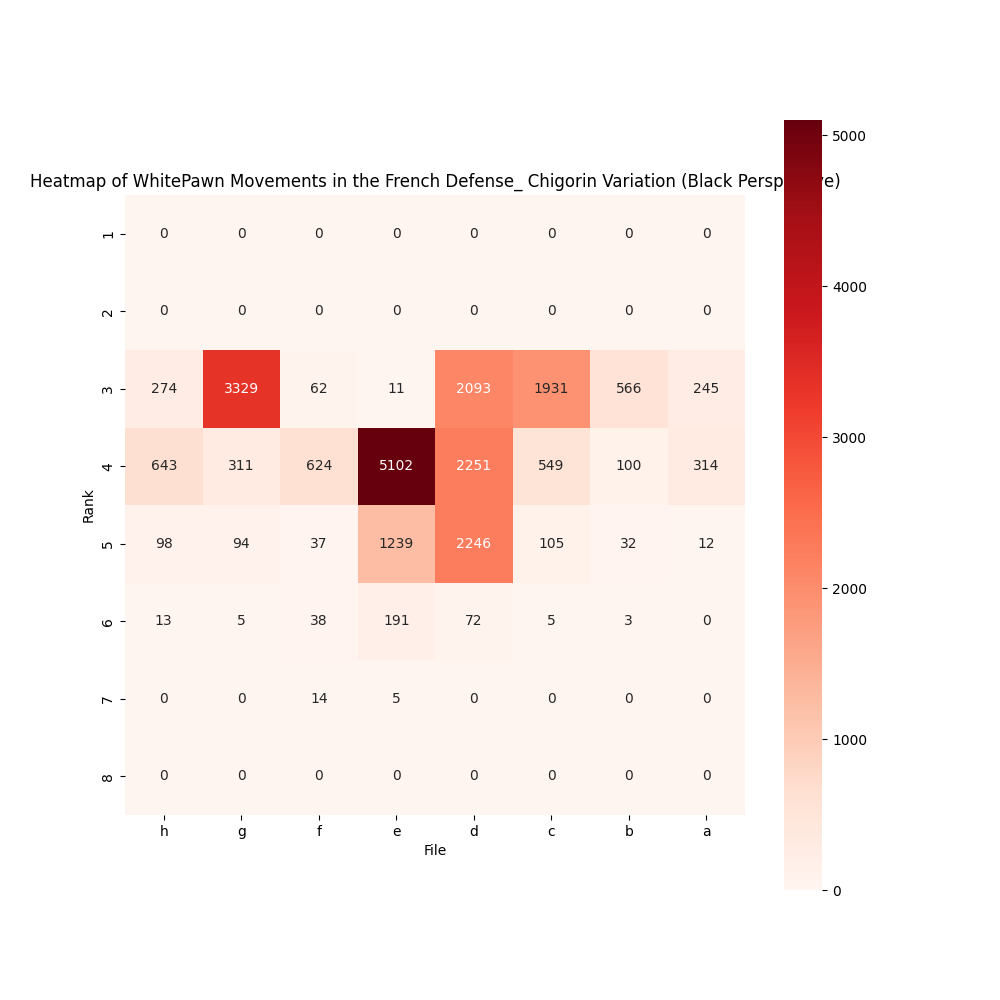 5000
Heatmap of WhitePawn Movements in the French Defense_ Chigorin Variation (Black Persp ve)
1 0 0 0 0 0 0 0 0
4000
2 0 0 0 0 0 0 0 0
3 274 3329 62 11 2093 1931 566 245
3000
4 643 311 624 5102 2251 549 100 314
Rank
5 98 94 37 1239 2246 105 32 12
2000
6 13 5 38 191 72 5 3 0
7 0 0 14 5 0 0 0 0
1000
8 0 0 0 0 0 0 0 0
h g f e d c b a
File
0